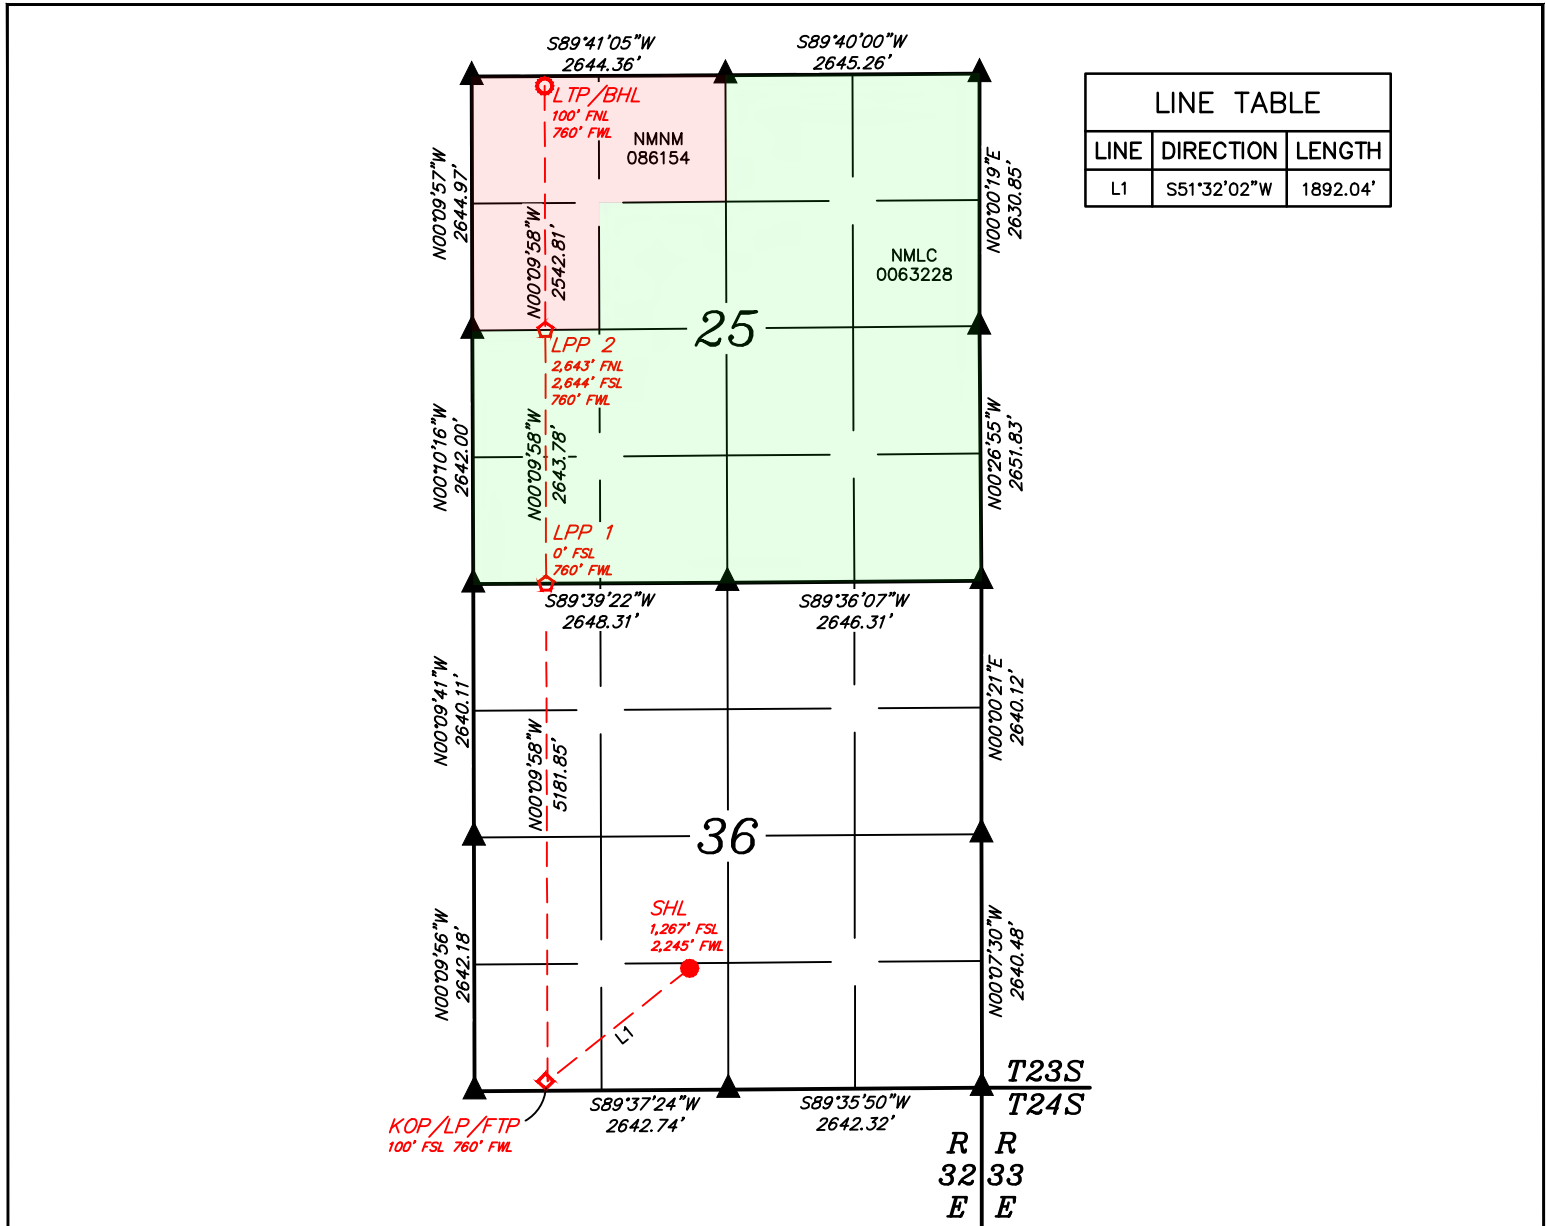 S89°41'05"W
2644.36'
S89°40'00"W
2645.26'
LINE TABLE
LINE DIRECTION LENGTH
L1 S51°32'02"W 1892.04'
LTP/BHL
100' FNL
760' FWL
NMNM
086154
N00°09'57"W
2644.97'
N00°09'58"W
2542.81'
N00°00'19"E
2630.85'
NMLC
0063228
25
LPP 2
2,643' FNL
2,644' FSL
760' FWL
N00°10'16"W
2642.00'
N00°09'58"W
2643.78'
N00°26'55"W
2651.83'
LPP 1
0' FSL
760' FWL
S89°39'22"W
2648.31'
S89°36'07"W
2646.31'
N00°09'41"W
2640.11'
N00°09'58"W
5181.85'
N00°00'21"E
2640.12'
36
SHL
1,267' FSL
2,245' FWL
N00°09'56"W
2642.18'
N00°07'30"W
2640.48'
L1
KOP/LP/FTP
100' FSL 760' FWL
S89°37'24"W
2642.74'
S89°35'50"W
2642.32'
T23S
T24S
R R
32 33
E E